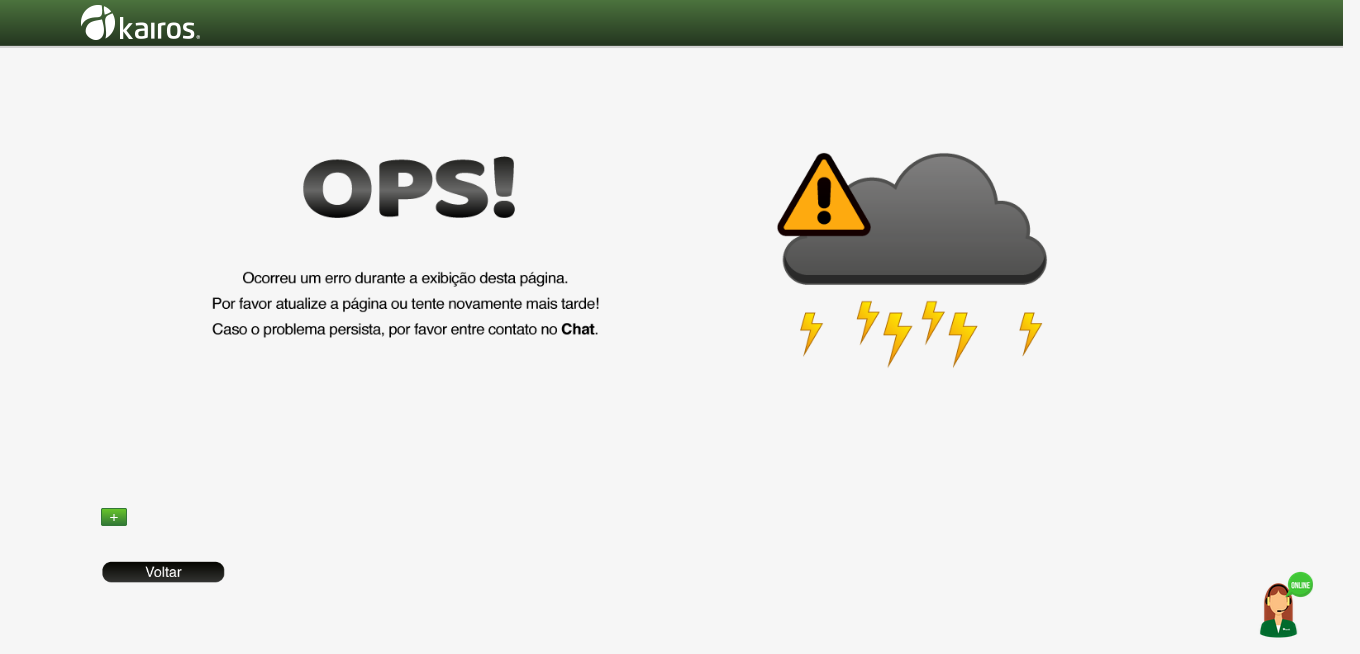 kairos®
OPS!
Ocorreu um erro durante a exibição desta página.
Por favor atualize a página ou tente novamente mais tarde!
Caso o problema persista, por favor entre contato no Chat.
+
Voltar
ONLINE